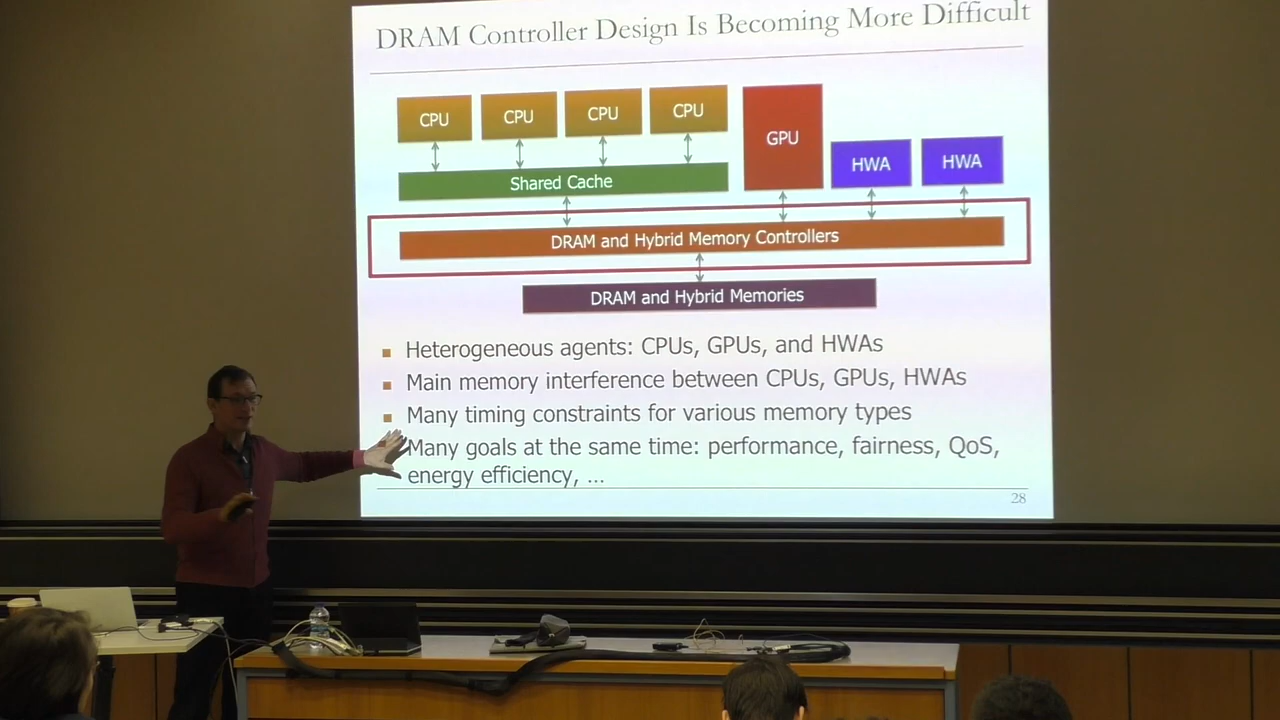 DRAM Controller Design Is Becoming More Difficult
CPU
CPU
CPU
CPU
GPU
HWA
HWA
Shared Cache
DRAM and Hybrid Memory Controllers
DRAM and Hybrid Memories
Heterogeneous agents: CPUs, GPUs, and HWAs
Main memory interference between CPUs, GPUs, HWAs
Many timing constraints for various memory types
Many goals at the same time: performance, fairness, QoS,
energy efficiency, ...
28